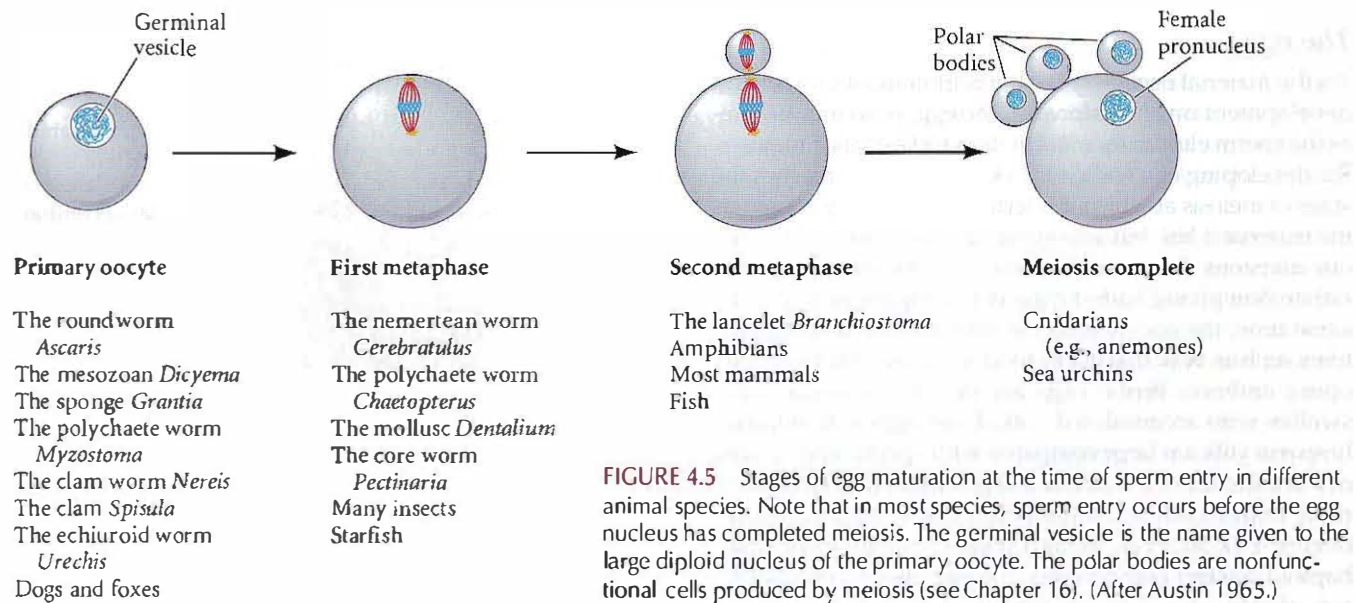 Germinal
vesicle
Polar
bodies
Female
pronucleus
Primary oocyte
The roundworm
Ascaris
The mesozoan Dicyema
The sponge Grantia
The polychaete worm
Myzostoma
The clam worm Nereis
The clam Spisula
The echiuroid worm
Urechis
Dogs and foxes
First metaphase
The nemertean worm
Cerebratulus
The polychaete worm
Chaetopterus
The mollusc Dentalium
The core worm
Pectinaria
Many insects
Starfish
Second metaphase
The lancelet Branchiostoma
Amphibians
Most mammals
Fish
Meiosis complete
Cnidarians
(e.g., anemones)
Sea urchins
FIGURE 4.5 Stages of egg maturation at the time of sperm entry in different
animal species. Note that in most species, sperm entry occurs before the egg
nucleus has completed meiosis. The germinal vesicle is the name given to the
large diploid nucleus of the primary oocyte. The polar bodies are nonfunc-
tional cells produced by meiosis (see Chapter 16). (After Austin 1965.)